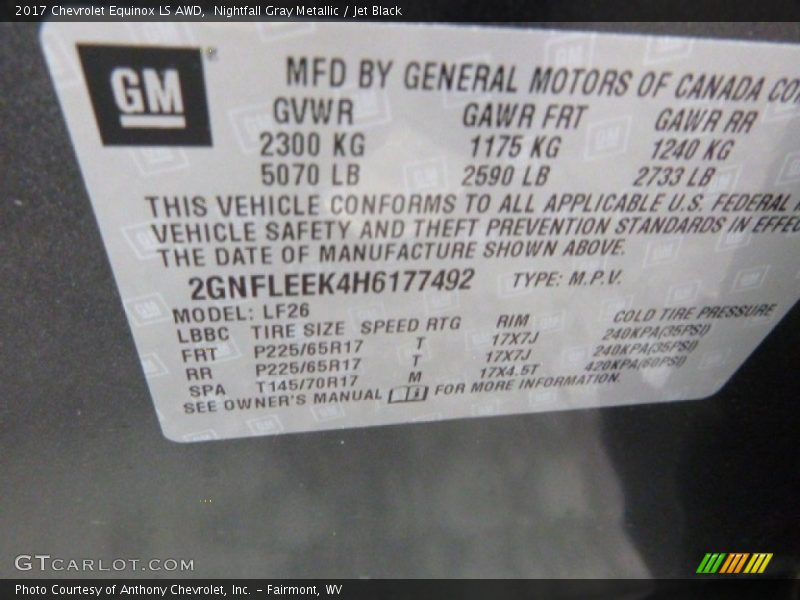 2017 Chevrolet Equinox LS AWD, Nightfall Gray Metallic / Jet Black
GM
MFD BY GENERAL MOTORS OF CANADA
GVWR GAWR FRT GAWR RR
2300 KG 1175 KG 1240 KG
5070 LB 2590 LB 2733 LB
THIS VEHICLE CONFORMS TO ALL APPLICABLE U.S. FEDERAL
VEHICLE SAFETY AND THEFT PREVENTION STANDARDS IN
THE DATE OF MANUFACTURE SHOWN ABOVE.
2GNFLEEK4H6177492 TYPE: M.P.V.
MODEL: LF26
LBBC TIRE SIZE SPEED RTG RIM COLD TIRE PRESSURE
FRT P225/65R17 T 17X7J 240KPA(35PSI)
RR P225/65R17 T 17X7J 240KPA(35PSI)
SPA T145/70R17 M 17X4.5T 420KPA(60PSI)
SEE OWNER'S MANUAL FOR MORE INFORMATION.
GTCARLOT.COM
Photo Courtesy of Anthony Chevrolet, Inc. – Fairmont, WV